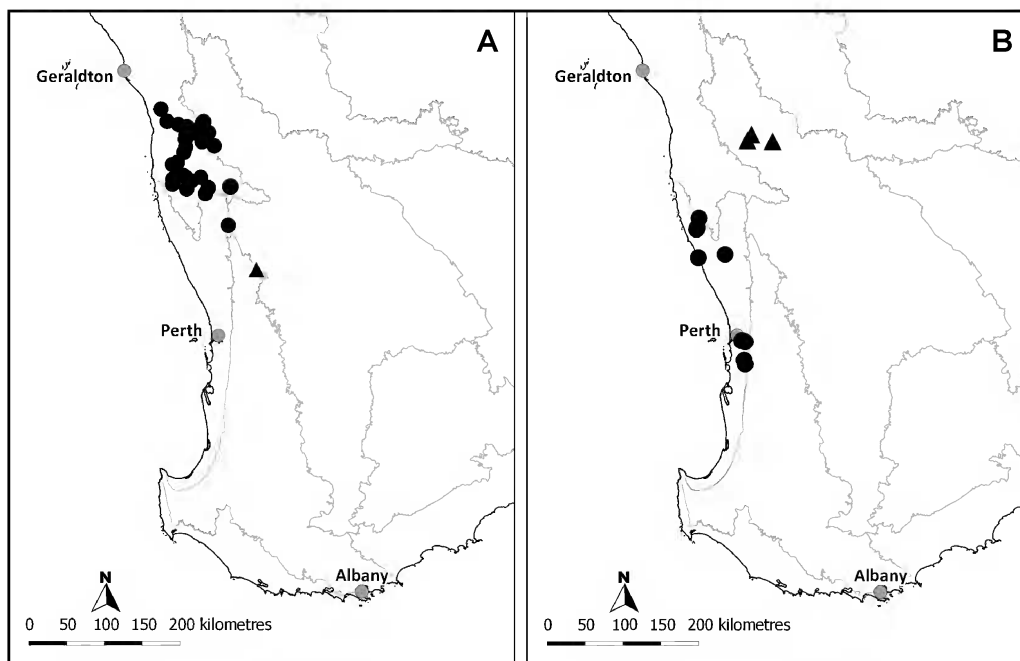 A
Geraldton
Perth
Albany
N
0 50 100 150 200 kilometres
B
Geraldton
Perth
Albany
N
0 50 100 150 200 kilometres